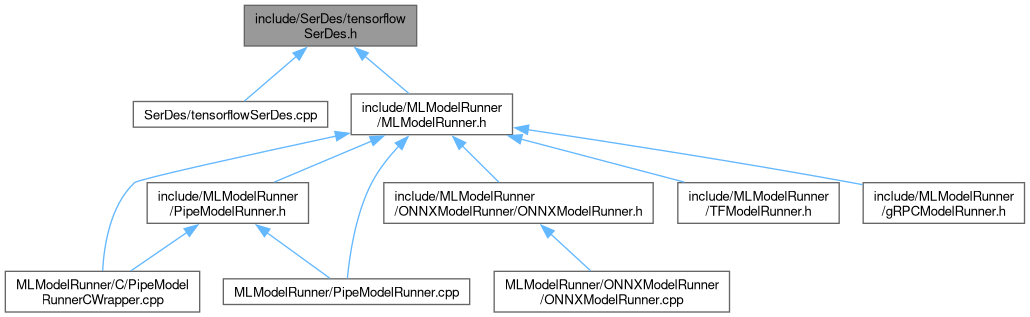 include/SerDes/tensorflow
SerDes.h
SerDes/tensorflowSerDes.cpp
include/MLModelRunner
/MLModelRunner.h
include/MLModelRunner
/PipeModelRunner.h
include/MLModelRunner
/ONNXModelRunner/ONNXModelRunner.h
include/MLModelRunner
/TFModelRunner.h
include/MLModelRunner
/gRPCModelRunner.h
MLModelRunner/C/PipeModel
RunnerCWrapper.cpp
MLModelRunner/PipeModelRunner.cpp
MLModelRunner/ONNXModelRunner
/ONNXModelRunner.cpp